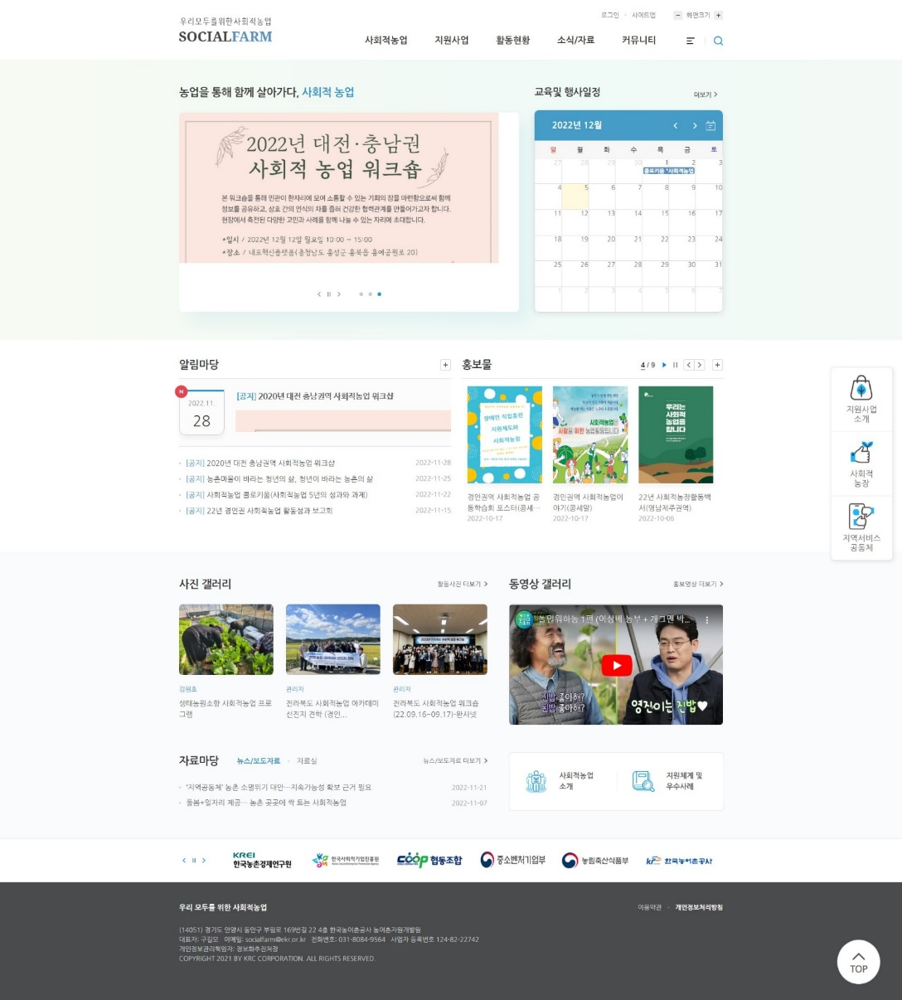 우리모두를위한사회적농업
SOCIALFARM
로그인 · 사이트맵 − 화면크기 +
사회적농업 지원사업 활동현황 소식/자료 커뮤니티
농업을 통해 함께 살아가다, 사회적 농업
2022년 대전·충남권
사회적 농업 워크숍
본 워크숍을 통해 민관이 한자리에 모여 소통할 수 있는 기회의 장을 마련함으로써 함께
정보를 공유하고, 상호 간의 인식의 차를 좁혀 건강한 협력관계를 만들어가고자 합니다.
현장에서 축전된 다양한 고민과 사례를 함께 나눌 수 있는 자리에 초대합니다.
*일시 / 2022년 12월 12일 월요일 10:00 ~ 15:00
*장소 / 내포혁신플랫폼(충청남도 홍성군 홍북읍 홍예공원로 20)
교육및 행사일정
더보기
2022년 12월
일 월 화 수 목 금 토
27 28 29 30 1 2 3
콜로키움 "사회적농업
4 5 6 7 8 9 10
11 12 13 14 15 16 17
18 19 20 21 22 23 24
25 26 27 28 29 30 31
1 2 3 4 5 6 7
알림마당
N
2022.11.
28
[공지] 2020년 대전 충남권역 사회적농업 워크샵
[공지] 2020년 대전 충남권역 사회적농업 워크샵 2022-11-28
[공지] 농촌마을이 바라는 청년의 삶, 청년이 바라는 농촌의 삶 2022-11-25
[공지] 사회적농업 콜로키움(사회적농업 5년의 성과와 과제) 2022-11-22
[공지] 22년 경인권 사회적농업 활동성과 보고회 2022-11-15
홍보물
4 / 9
장애인 직업훈련
지원제도와
사회적농장
사회적농업은
사람을 위한 농업활동입니다
우리는
사회적
농업을
합니다
경인권역 사회적농업 공
동학습회 포스터(콩세…
2022-10-17
경인권역 사회적농업이
야기(콩세알)
2022-10-17
22년 사회적농장활동백
서(영남제주권역)
2022-10-06
지원사업
소개
사회적
농장
지역서비스
공동체
사진 갤러리
활동사진 더보기
김원호
생태농원소향 사회적농업 프로
그램
관리자
전라북도 사회적농업 아카데미
선진지 견학 (경인...
관리자
전라북도 사회적농업 워크숍
(22.09.16~09.17)-완사넷
동영상 갤러리
홍보영상 더보기
놀면뭐하농 1편 (이상배 농부 + 개그맨 박...
진밥 좋아해?
된밥 좋아해?
영진이는 진밥♥
자료마당
뉴스/보도자료 · 자료실
뉴스/보도자료 더보기
'지역공동체' 농촌 소멸위기 대안…지속가능성 확보 근거 필요 2022-11-21
돌봄+일자리 제공… 농촌 곳곳에 싹 트는 사회적농업 2022-11-07
사회적농업
소개
지원체계 및
우수사례
KREI
한국농촌경제연구원
한국사회적기업진흥원
COOP 협동조합
중소벤처기업부
농림축산식품부
한국농어촌공사
우리 모두를 위한 사회적농업
이용약관 · 개인정보처리방침
(14051) 경기도 안양시 동안구 부림로 169번길 22 4층 한국농어촌공사 농어촌자원개발원
대표자: 구길모 이메일: socialfarm@ekr.or.kr 전화번호: 031-8084-9564 사업자 등록번호 124-82-22742
개인정보관리책임자: 정보화추진처장
COPYRIGHT 2021 BY KRC CORPORATION. ALL RIGHTS RESERVED.
TOP